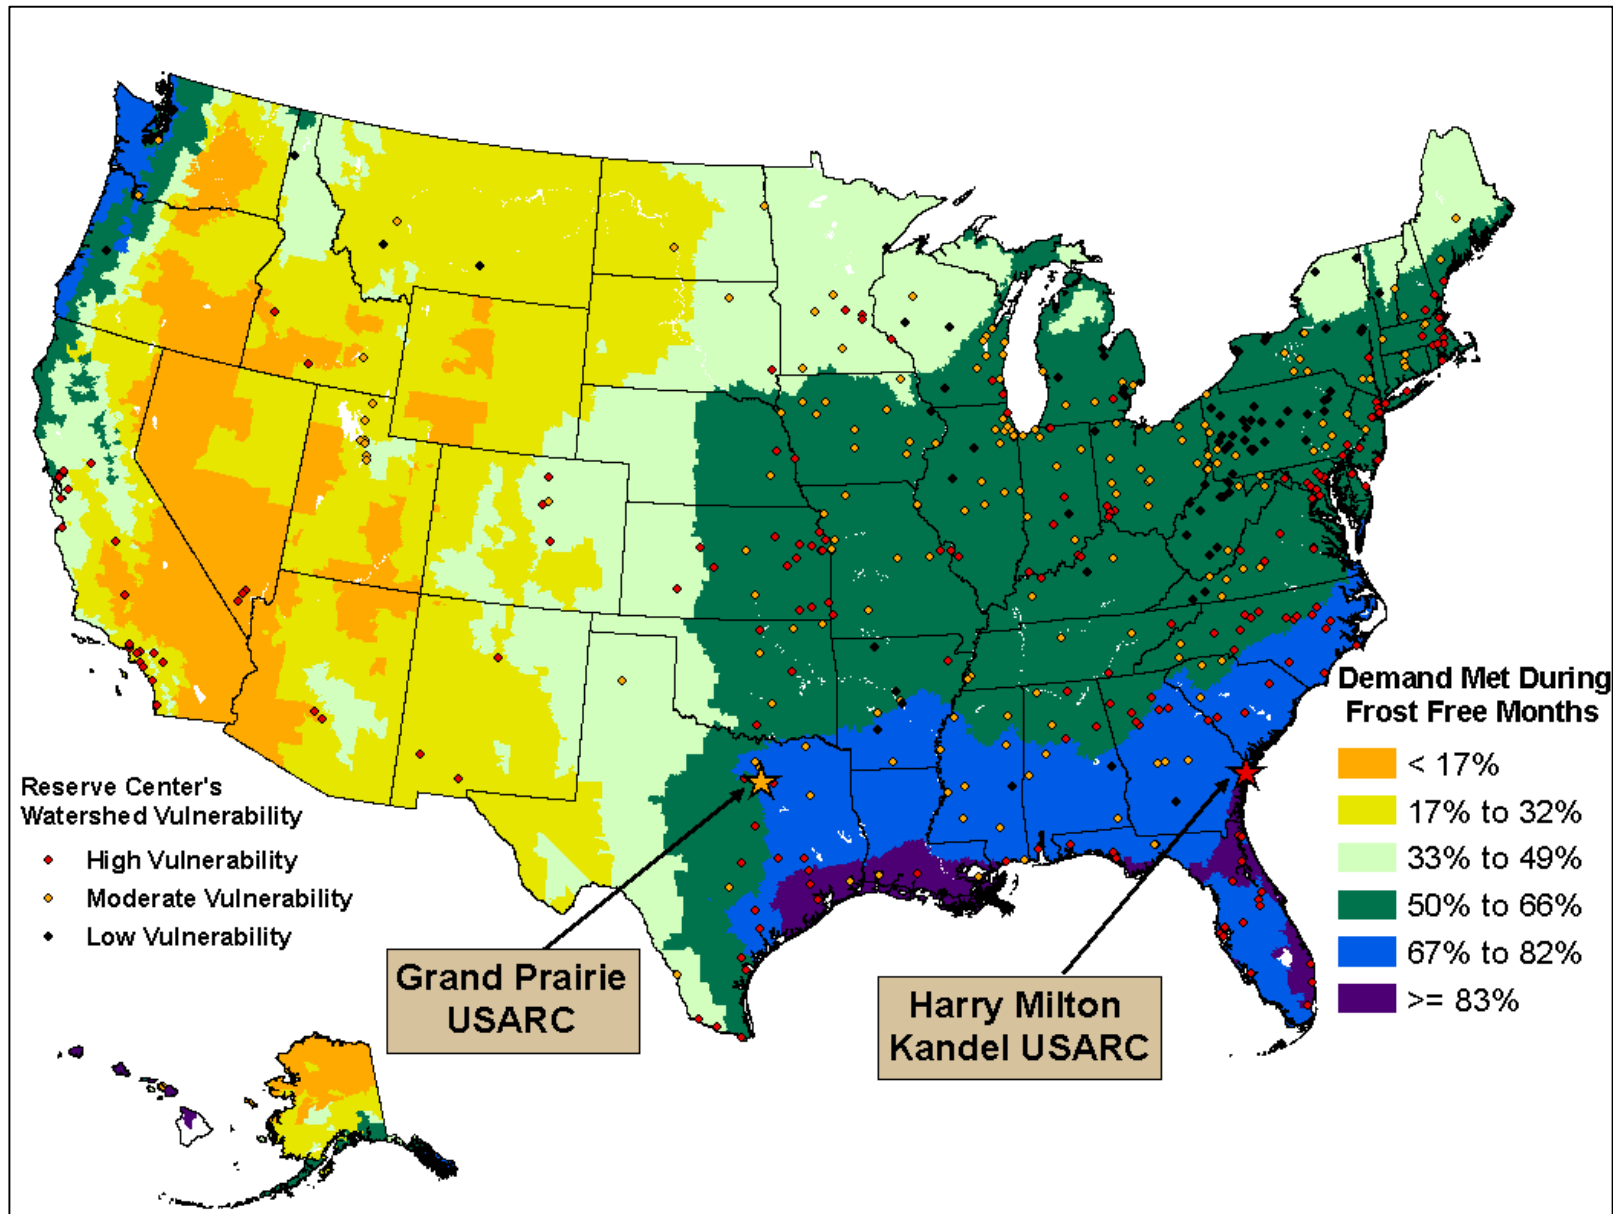 Demand Met During
Frost Free Months
< 17%
17% to 32%
33% to 49%
50% to 66%
67% to 82%
>= 83%
Reserve Center's
Watershed Vulnerability
High Vulnerability
Moderate Vulnerability
Low Vulnerability
Grand Prairie
USARC
Harry Milton
Kandel USARC